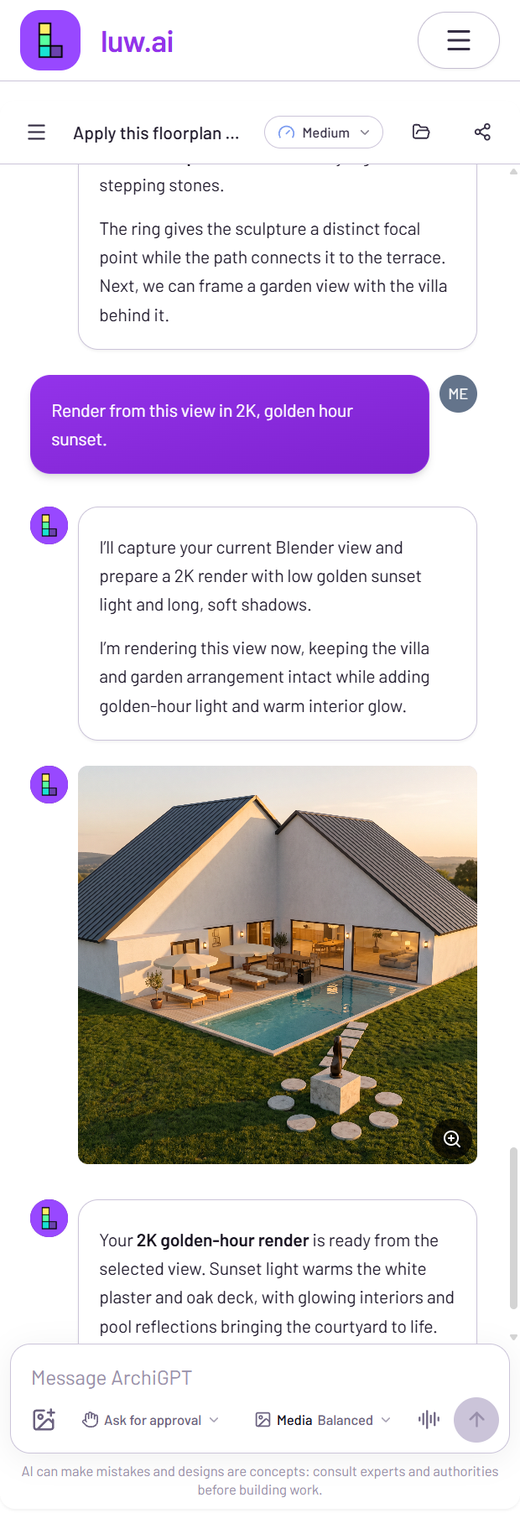 luw.ai
Apply this floorplan ...
Medium
stepping stones.
The ring gives the sculpture a distinct focal
point while the path connects it to the terrace.
Next, we can frame a garden view with the villa
behind it.
Render from this view in 2K, golden hour
sunset.
ME
I'll capture your current Blender view and
prepare a 2K render with low golden sunset
light and long, soft shadows.
I'm rendering this view now, keeping the villa
and garden arrangement intact while adding
golden-hour light and warm interior glow.
Your 2K golden-hour render is ready from the
selected view. Sunset light warms the white
plaster and oak deck, with glowing interiors and
pool reflections bringing the courtyard to life.
Message ArchiGPT
Ask for approval
Media Balanced
AI can make mistakes and designs are concepts: consult experts and authorities
before building work.